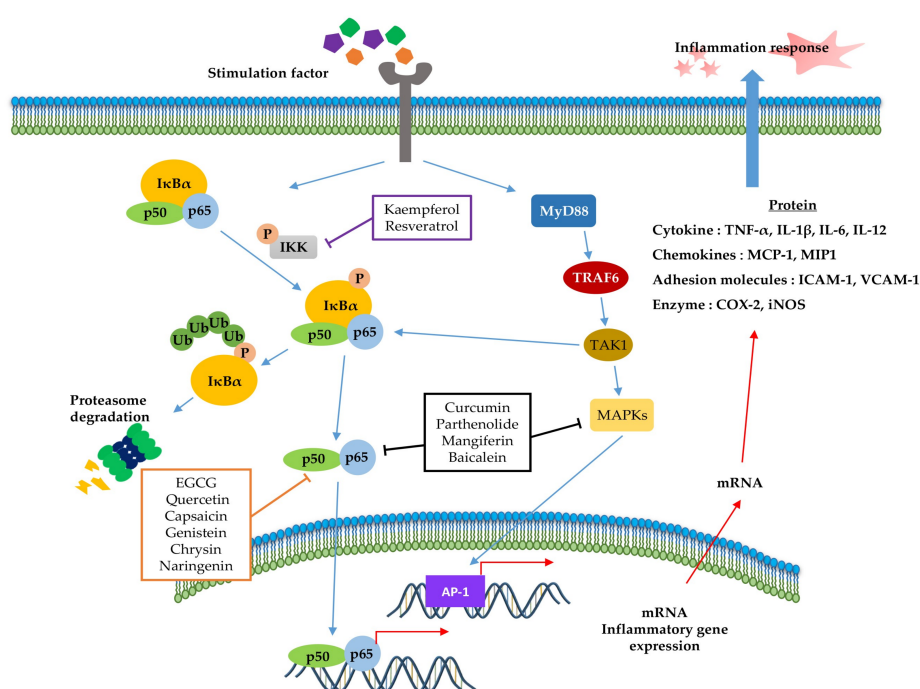 Inflammation response
Stimulation factor
IκBα
p50
p65
P
IKK
Kaempferol
Resveratrol
MyD88
Protein
Cytokine : TNF-α, IL-1β, IL-6, IL-12
Chemokines : MCP-1, MIP1
Adhesion molecules : ICAM-1, VCAM-1
Enzyme : COX-2, iNOS
TRAF6
P
IκBα
p50
p65
TAK1
Ub
Ub
Ub
Ub
P
IκBα
Proteasome
degradation
MAPKs
Curcumin
Parthenolide
Mangiferin
Baicalein
p50
p65
EGCG
Quercetin
Capsaicin
Genistein
Chrysin
Naringenin
mRNA
AP-1
mRNA
Inflammatory gene
expression
p50
p65